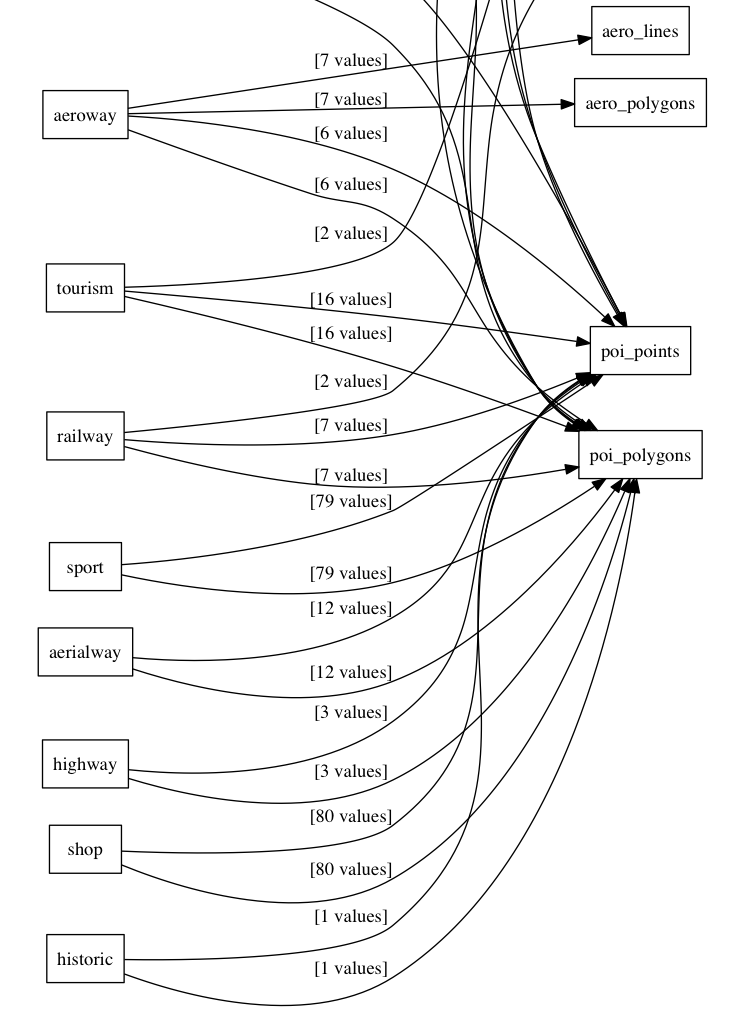 aero_lines
[7 values]
aero_polygons
[7 values]
aeroway
[6 values]
[6 values]
[2 values]
tourism
[16 values]
[16 values]
poi_points
[2 values]
[7 values]
railway
poi_polygons
[7 values]
[79 values]
sport
[79 values]
[12 values]
aerialway
[12 values]
[3 values]
highway
[3 values]
[80 values]
shop
[80 values]
[1 values]
historic
[1 values]